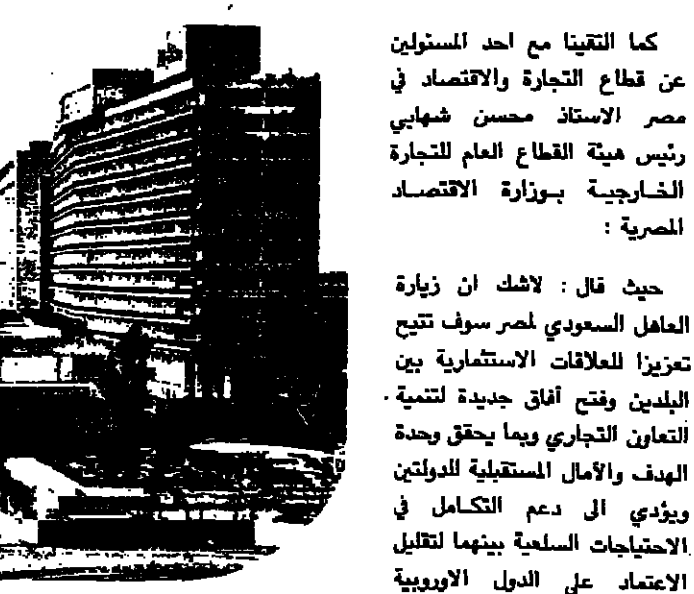 كما التقينا مع احد المسئولين
عن قطاع التجارة والاقتصاد في
مصر الاستاذ محسن شهابي
رئيس هيئة القطاع العام للتجارة
الخارجية بوزارة الاقتصاد
المصرية :
حيث قال : لاشك ان زيارة
العاهل السعودي لمصر سوف تتيح
تعزيزا للعلاقات الاستثمارية بين
البلدين وفتح أفاق جديدة لتنمية
التعاون التجاري وبما يحقق وحدة
الهدف والأمال المستقبلية للدولتين
ويؤدي الى دعم التكامل في
الاحتياجات السلعية بينهما لتقليل
الاعتماد على الدول الاوروبية